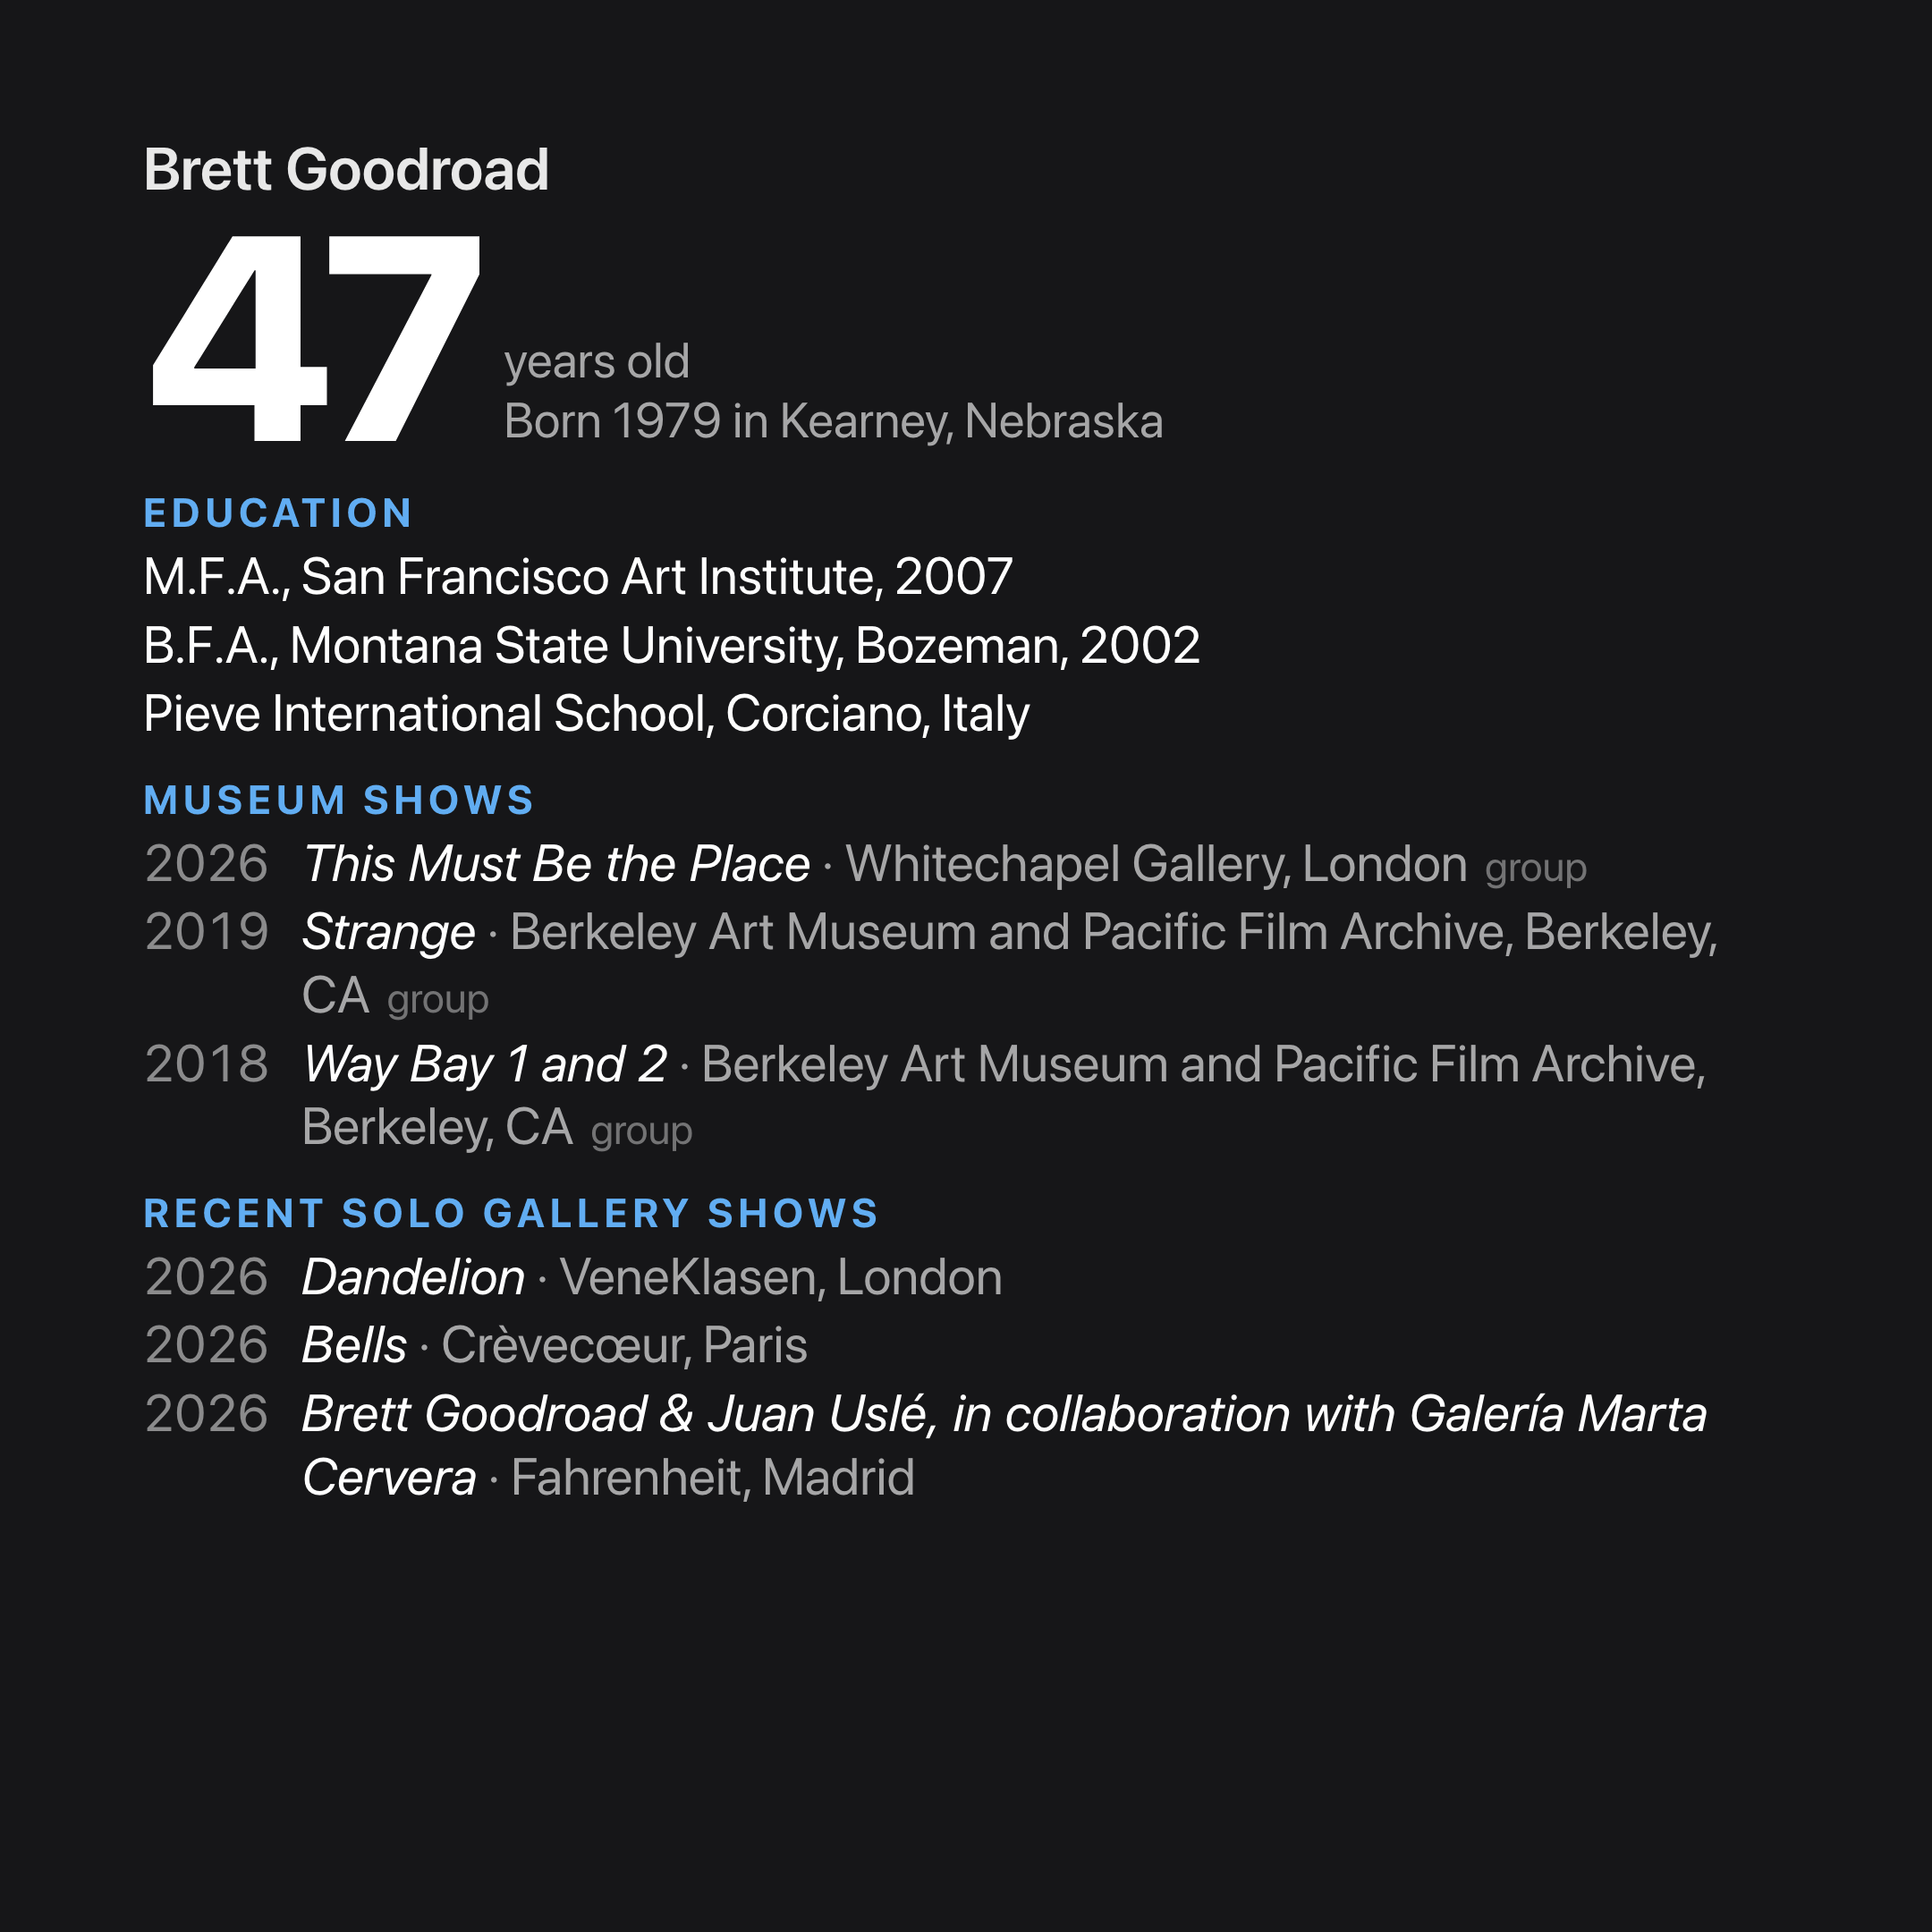 Brett Goodroad
47
years old
Born 1979 in Kearney, Nebraska
EDUCATION
M.F.A., San Francisco Art Institute, 2007
B.F.A., Montana State University, Bozeman, 2002
Pieve International School, Corciano, Italy
MUSEUM SHOWS
2026 This Must Be the Place · Whitechapel Gallery, London group
2019 Strange · Berkeley Art Museum and Pacific Film Archive, Berkeley,
CA group
2018 Way Bay 1 and 2 · Berkeley Art Museum and Pacific Film Archive,
Berkeley, CA group
RECENT SOLO GALLERY SHOWS
2026 Dandelion · VeneKlasen, London
2026 Bells · Crèvecœur, Paris
2026 Brett Goodroad & Juan Uslé, in collaboration with Galería Marta
Cervera · Fahrenheit, Madrid